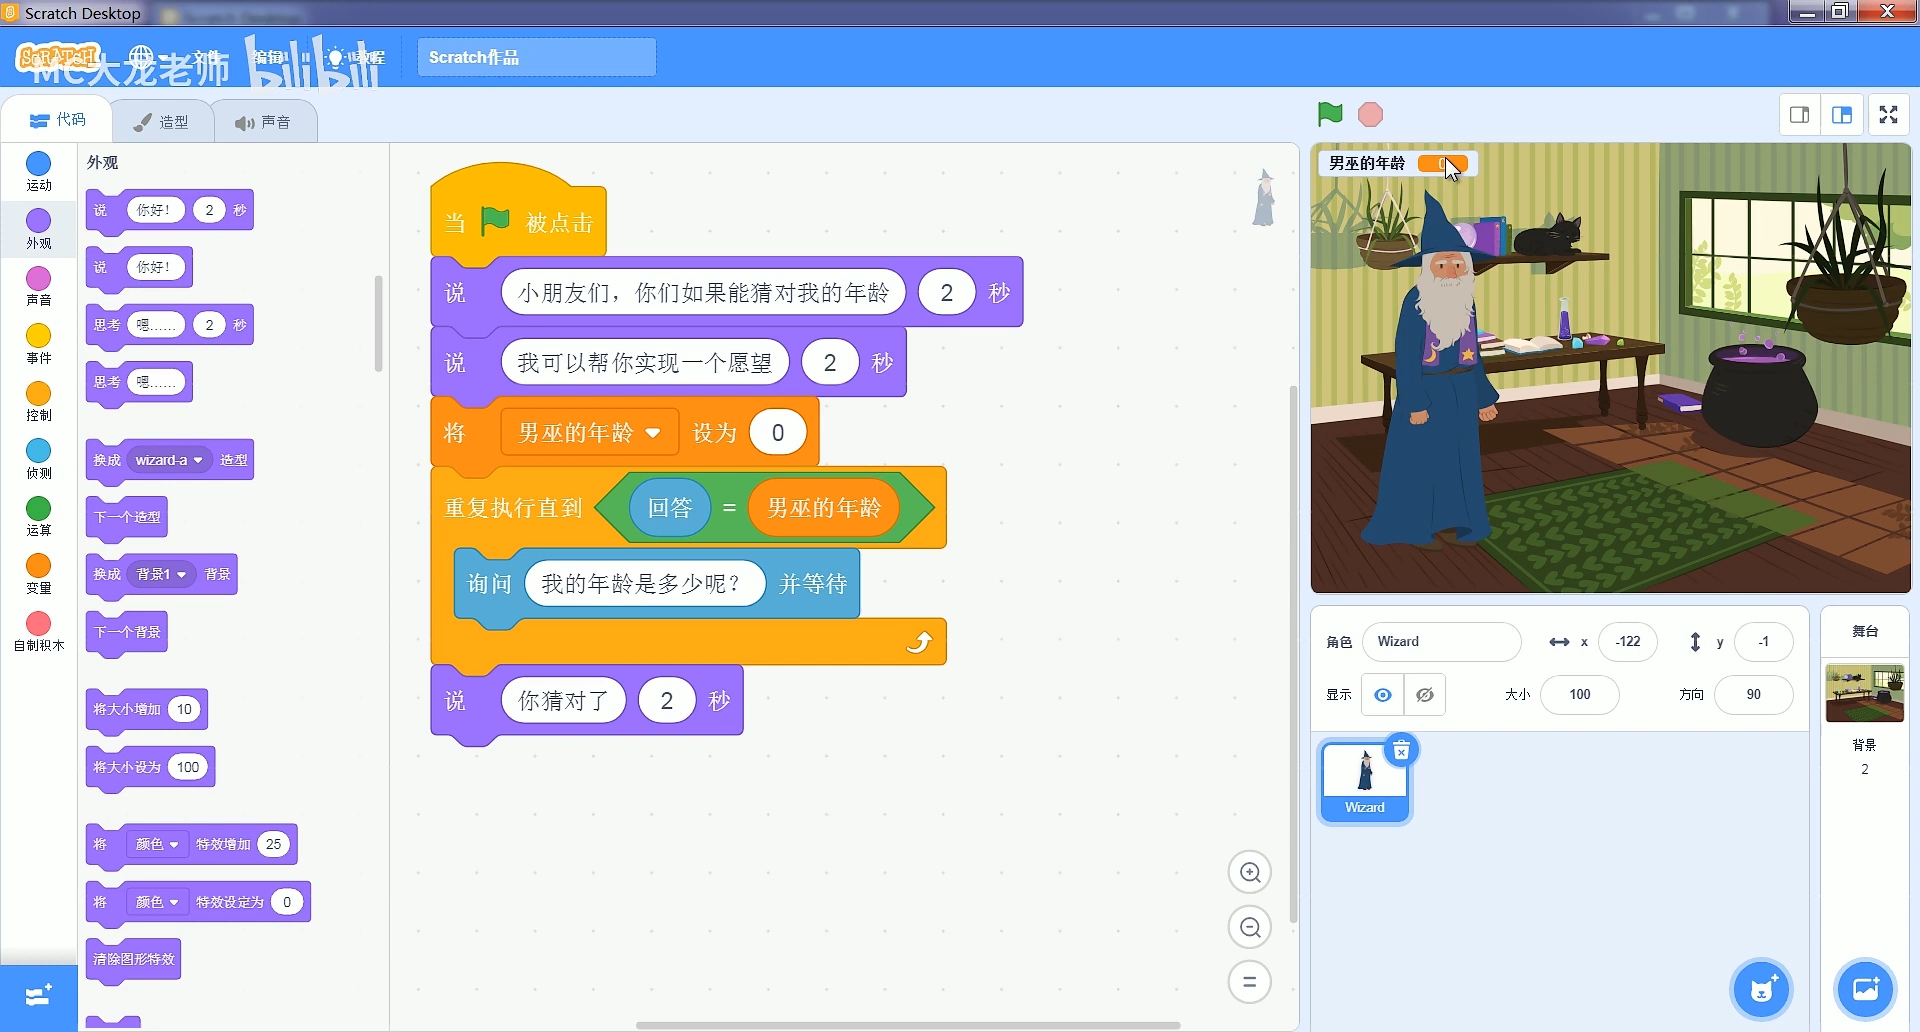 Scratch Desktop
SCRATCH
文件
编辑
教程
Scratch作品
MC大龙老师
bilibili
代码
造型
声音
运动
外观
声音
事件
控制
侦测
运算
变量
自制积木
外观
说 你好！ 2 秒
说 你好！
思考 嗯…… 2 秒
思考 嗯……
换成 wizard-a 造型
下一个造型
换成 背景1 背景
下一个背景
将大小增加 10
将大小设为 100
将 颜色 特效增加 25
将 颜色 特效设定为 0
清除图形特效
当 被点击
说 小朋友们，你们如果能猜对我的年龄 2 秒
说 我可以帮你实现一个愿望 2 秒
将 男巫的年龄 设为 0
重复执行直到 回答 = 男巫的年龄
询问 我的年龄是多少呢？ 并等待
说 你猜对了 2 秒
男巫的年龄
角色 Wizard x -122 y -1
显示 大小 100 方向 90
Wizard
舞台
背景
2